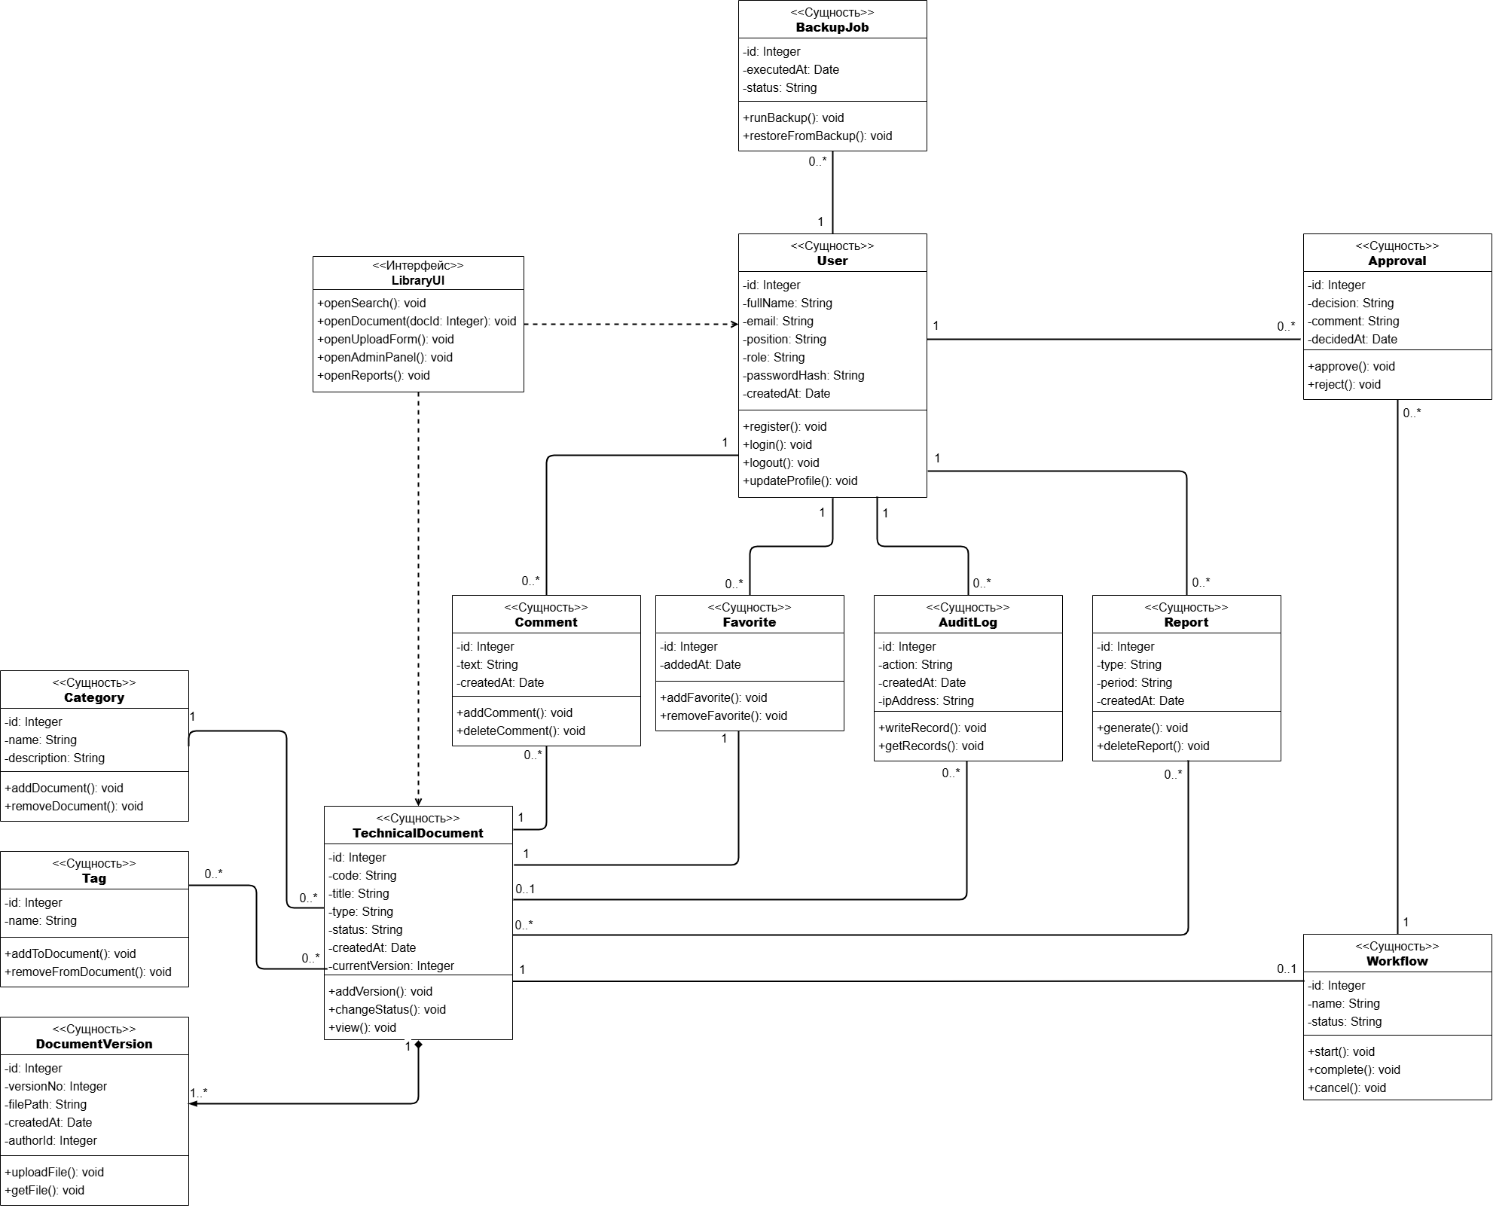 <<Сущность>>
BackupJob
-id: Integer
-executedAt: Date
-status: String
+runBackup(): void
+restoreFromBackup(): void
0..*
1
<<Сущность>>
User
-id: Integer
-fullName: String
-email: String
-position: String
-role: String
-passwordHash: String
-createdAt: Date
+register(): void
+login(): void
+logout(): void
+updateProfile(): void
1
0..*
1
1
1
1
<<Сущность>>
Approval
-id: Integer
-decision: String
-comment: String
-decidedAt: Date
+approve(): void
+reject(): void
0..*
1
<<Интерфейс>>
LibraryUI
+openSearch(): void
+openDocument(docId: Integer): void
+openUploadForm(): void
+openAdminPanel(): void
+openReports(): void
0..*
<<Сущность>>
Comment
-id: Integer
-text: String
-createdAt: Date
+addComment(): void
+deleteComment(): void
0..*
0..*
<<Сущность>>
Favorite
-id: Integer
-addedAt: Date
+addFavorite(): void
+removeFavorite(): void
1
0..*
<<Сущность>>
AuditLog
-id: Integer
-action: String
-createdAt: Date
-ipAddress: String
+writeRecord(): void
+getRecords(): void
0..*
0..*
<<Сущность>>
Report
-id: Integer
-type: String
-period: String
-createdAt: Date
+generate(): void
+deleteReport(): void
0..*
<<Сущность>>
Category
-id: Integer
-name: String
-description: String
+addDocument(): void
+removeDocument(): void
1
0..*
<<Сущность>>
Tag
-id: Integer
-name: String
+addToDocument(): void
+removeFromDocument(): void
0..*
0..*
<<Сущность>>
TechnicalDocument
-id: Integer
-code: String
-title: String
-type: String
-status: String
-createdAt: Date
-currentVersion: Integer
+addVersion(): void
+changeStatus(): void
+view(): void
1
1
0..1
0..*
1
0..1
1
1..*
<<Сущность>>
DocumentVersion
-id: Integer
-versionNo: Integer
-filePath: String
-createdAt: Date
-authorId: Integer
+uploadFile(): void
+getFile(): void
<<Сущность>>
Workflow
-id: Integer
-name: String
-status: String
+start(): void
+complete(): void
+cancel(): void